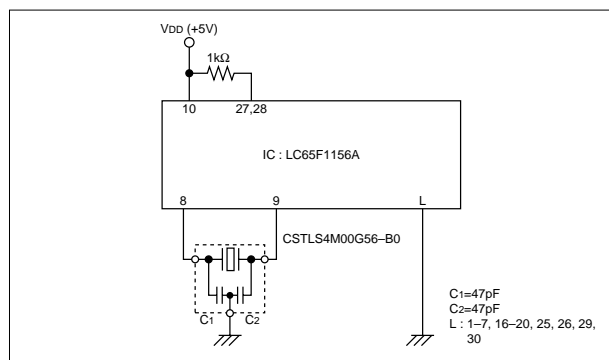 VDD (+5V)
1kΩ
10 27,28
IC : LC65F1156A
8 9 L
CSTLS4M00G56–B0
C1 C2
C1=47pF
C2=47pF
L : 1–7, 16–20, 25, 26, 29,
30